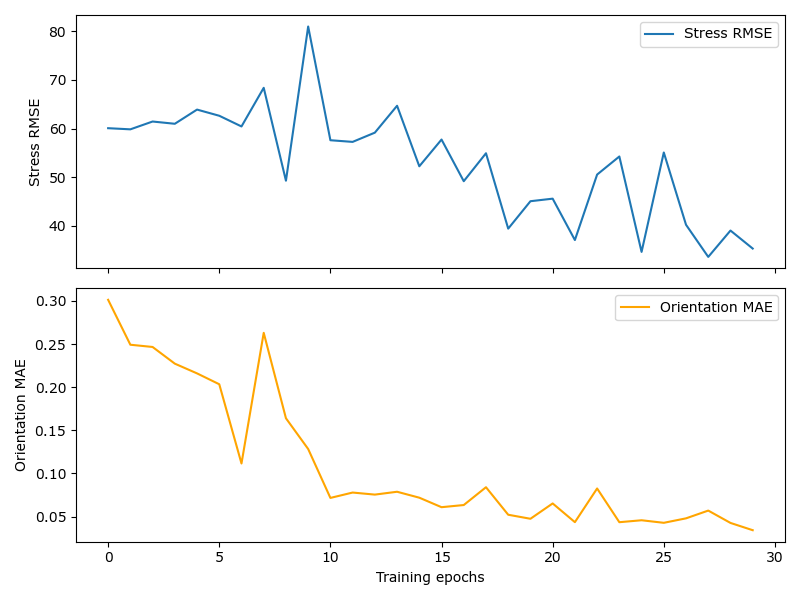 80
70
60
50
40
Stress RMSE
Stress RMSE
0.30
0.25
0.20
0.15
0.10
0.05
Orientation MAE
Orientation MAE
0 5 10 15 20 25 30
Training epochs